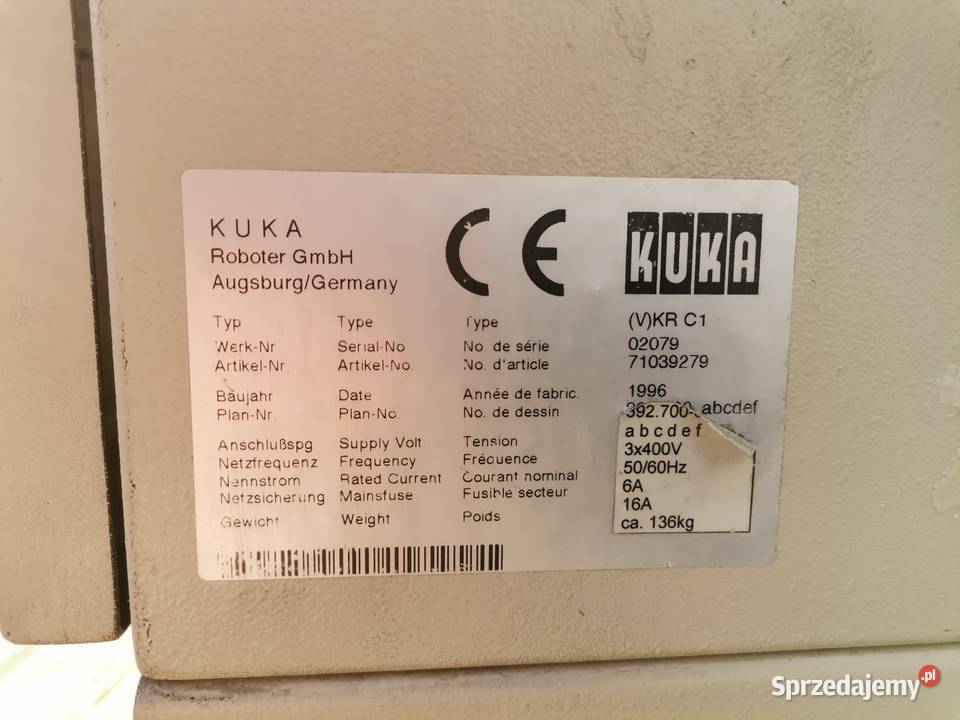 KUKA
Roboter GmbH
Augsburg/Germany
CE
KUKA
Typ Type Type (V)KR C1
Werk-Nr Serial-No No. de série 02079
Artikel-Nr. Artikel-No. No. d'article 71039279
Baujahr Date Année de fabric. 1996
Plan-Nr. Plan-No. No. de dessin 392.700- abcdef
abcdef
Anschlußspg Supply Volt Tension 3x400V
Netzfrequenz Frequency Fréquence 50/60Hz
Nennstrom Rated Current Courant nominal 6A
Netzsicherung Mainsfuse Fusible secteur 16A
Gewicht Weight Poids ca. 136kg
Sprzedajemy.pl